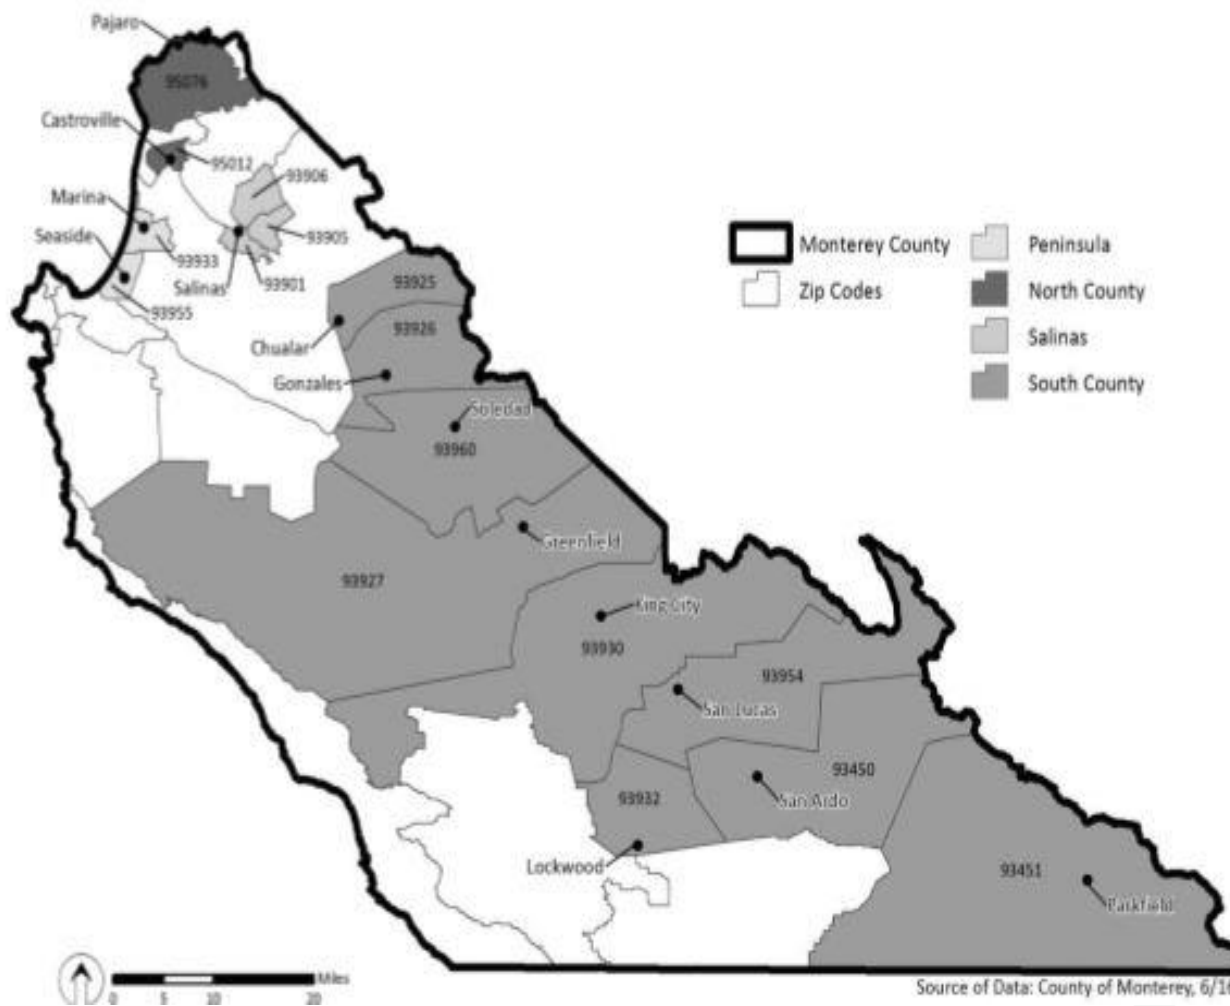 Pajaro
95076
Castroville
95012
93906
Marina
Seaside
93905
93933
Salinas
93901
93955
93925
93926
Chualar
Gonzales
Soledad
93960
Greenfield
93927
King City
93930
93954
San Lucas
93450
San Ardo
93932
Lockwood
93451
Parkfield
Monterey County
Zip Codes
Peninsula
North County
Salinas
South County
Miles
0 5 10 20
Source of Data: County of Monterey,